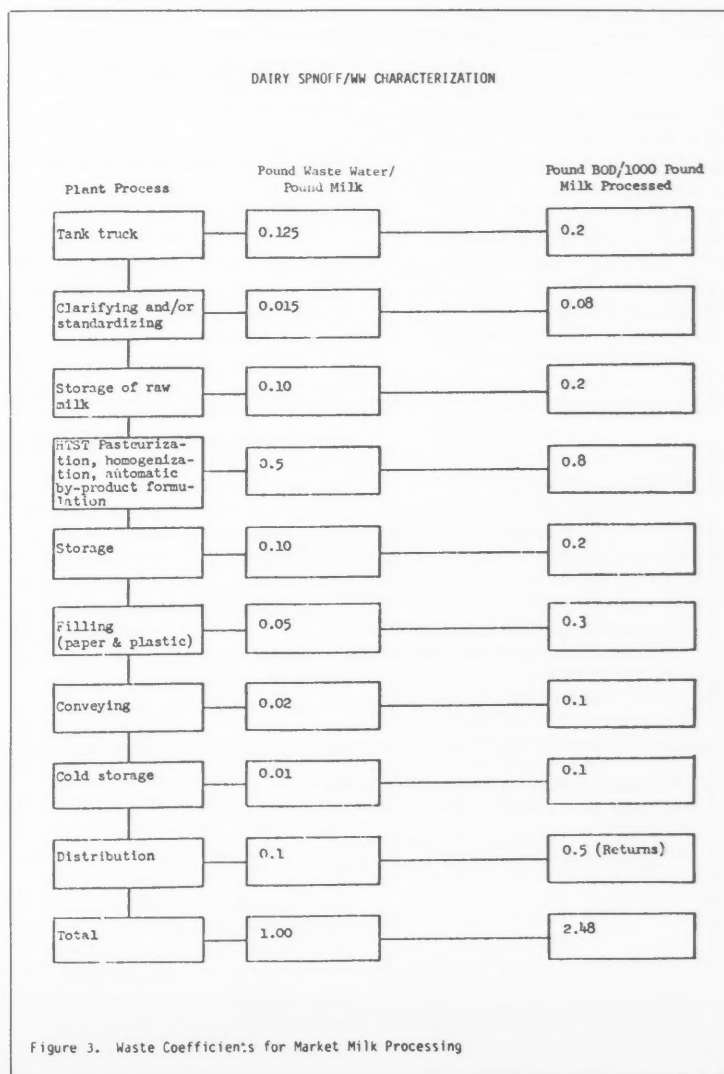 DAIRY SPNOFF/WW CHARACTERIZATION
Plant Process
Pound Waste Water/
Pound Milk
Pound BOD/1000 Pound
Milk Processed
Tank truck
0.125
0.2
Clarifying and/or
standardizing
0.015
0.08
Storage of raw
milk
0.10
0.2
HTST Pasteuriza-
tion, homogeniza-
tion, automatic
by-product formu-
lation
0.5
0.8
Storage
0.10
0.2
Filling
(paper & plastic)
0.05
0.3
Conveying
0.02
0.1
Cold storage
0.01
0.1
Distribution
0.1
0.5 (Returns)
Total
1.00
2.48
Figure 3. Waste Coefficients for Market Milk Processing